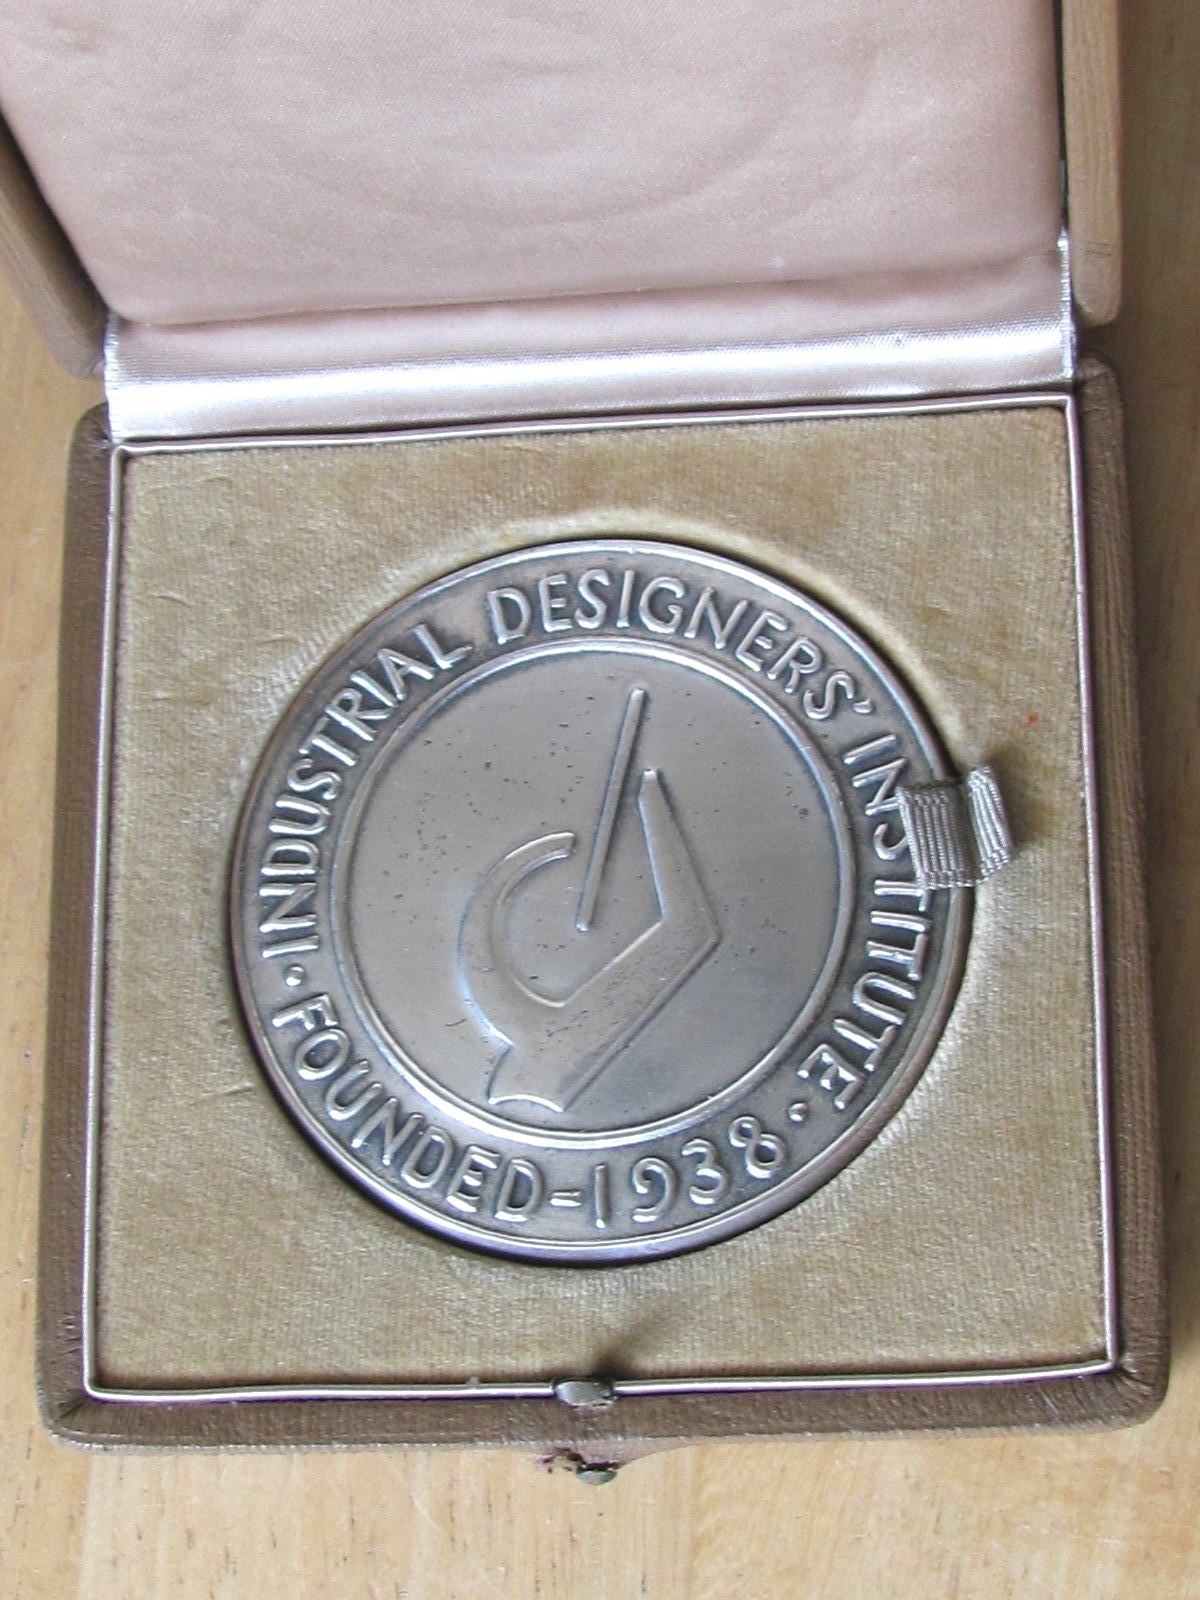 INDUSTRIAL DESIGNERS' INSTITUTE
· FOUNDED-1938 ·